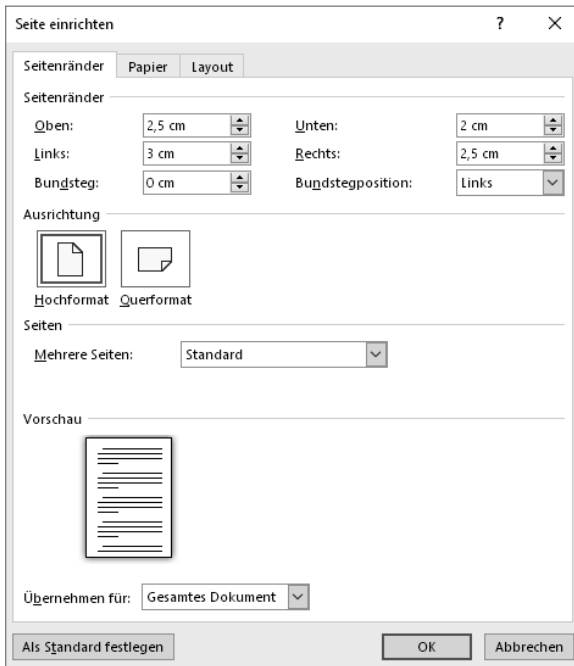 Seite einrichten ?
Seitenränder Papier Layout
Seitenränder
Oben: 2,5 cm Unten: 2 cm
Links: 3 cm Rechts: 2,5 cm
Bundsteg: 0 cm Bundstegposition: Links
Ausrichtung
Hochformat Querformat
Seiten
Mehrere Seiten: Standard
Vorschau
Übernehmen für: Gesamtes Dokument
Als Standard festlegen OK Abbrechen